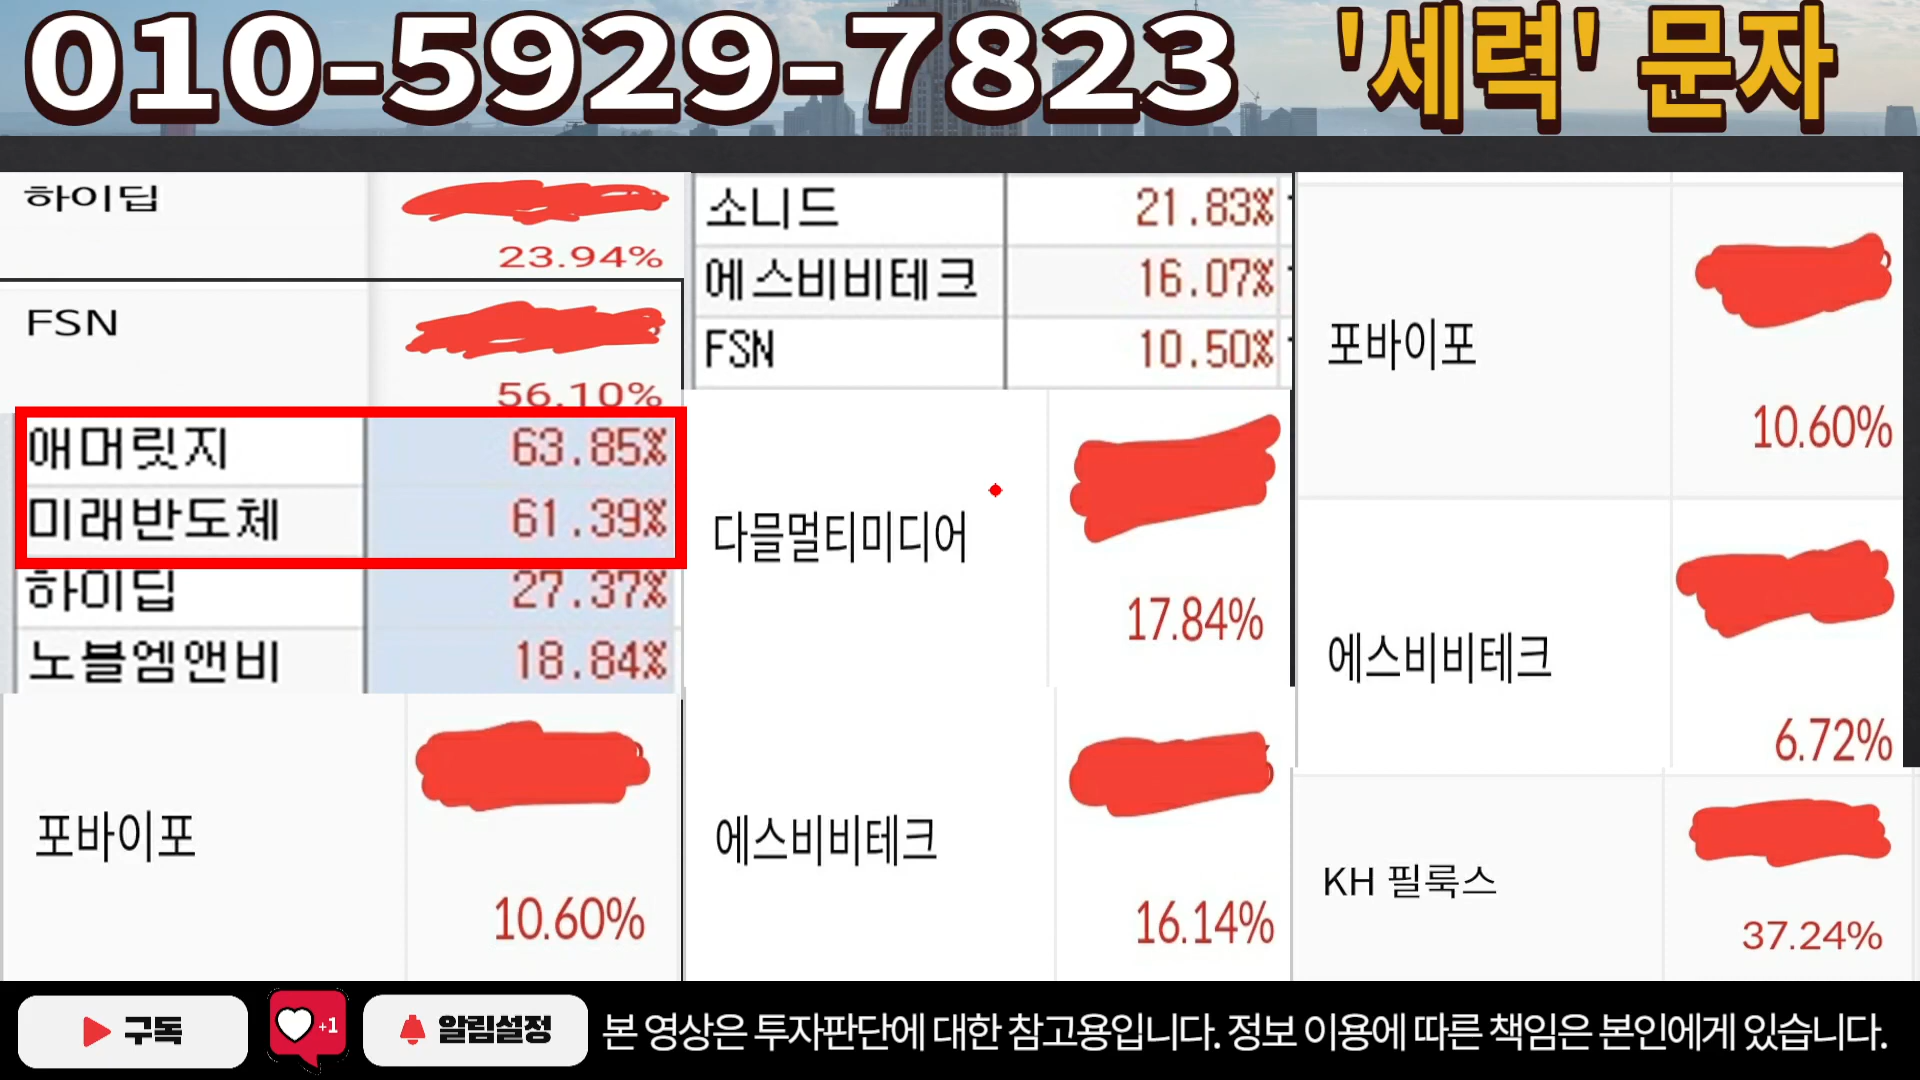 010-5929-7823 '세력' 문자
하이딥
23.94%
FSN
56.10%
애머릿지 63.85%
미래반도체 61.39%
하이딥 27.37%
노블엠앤비 18.84%
포바이포
10.60%
소니드 21.83%
에스비비테크 16.07%
FSN 10.50%
다믈멀티미디어
17.84%
에스비비테크
16.14%
포바이포
10.60%
에스비비테크
6.72%
KH 필룩스
37.24%
구독 +1 알림설정 본 영상은 투자판단에 대한 참고용입니다. 정보 이용에 따른 책임은 본인에게 있습니다.